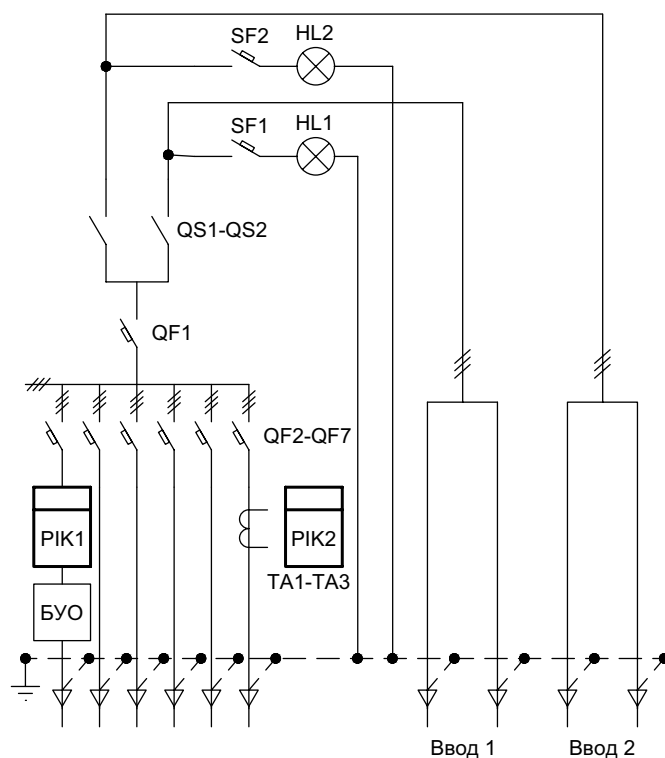 SF2
HL2
SF1
HL1
QS1-QS2
QF1
QF2-QF7
PIK1
PIK2
TA1-TA3
БУО
Ввод 1
Ввод 2